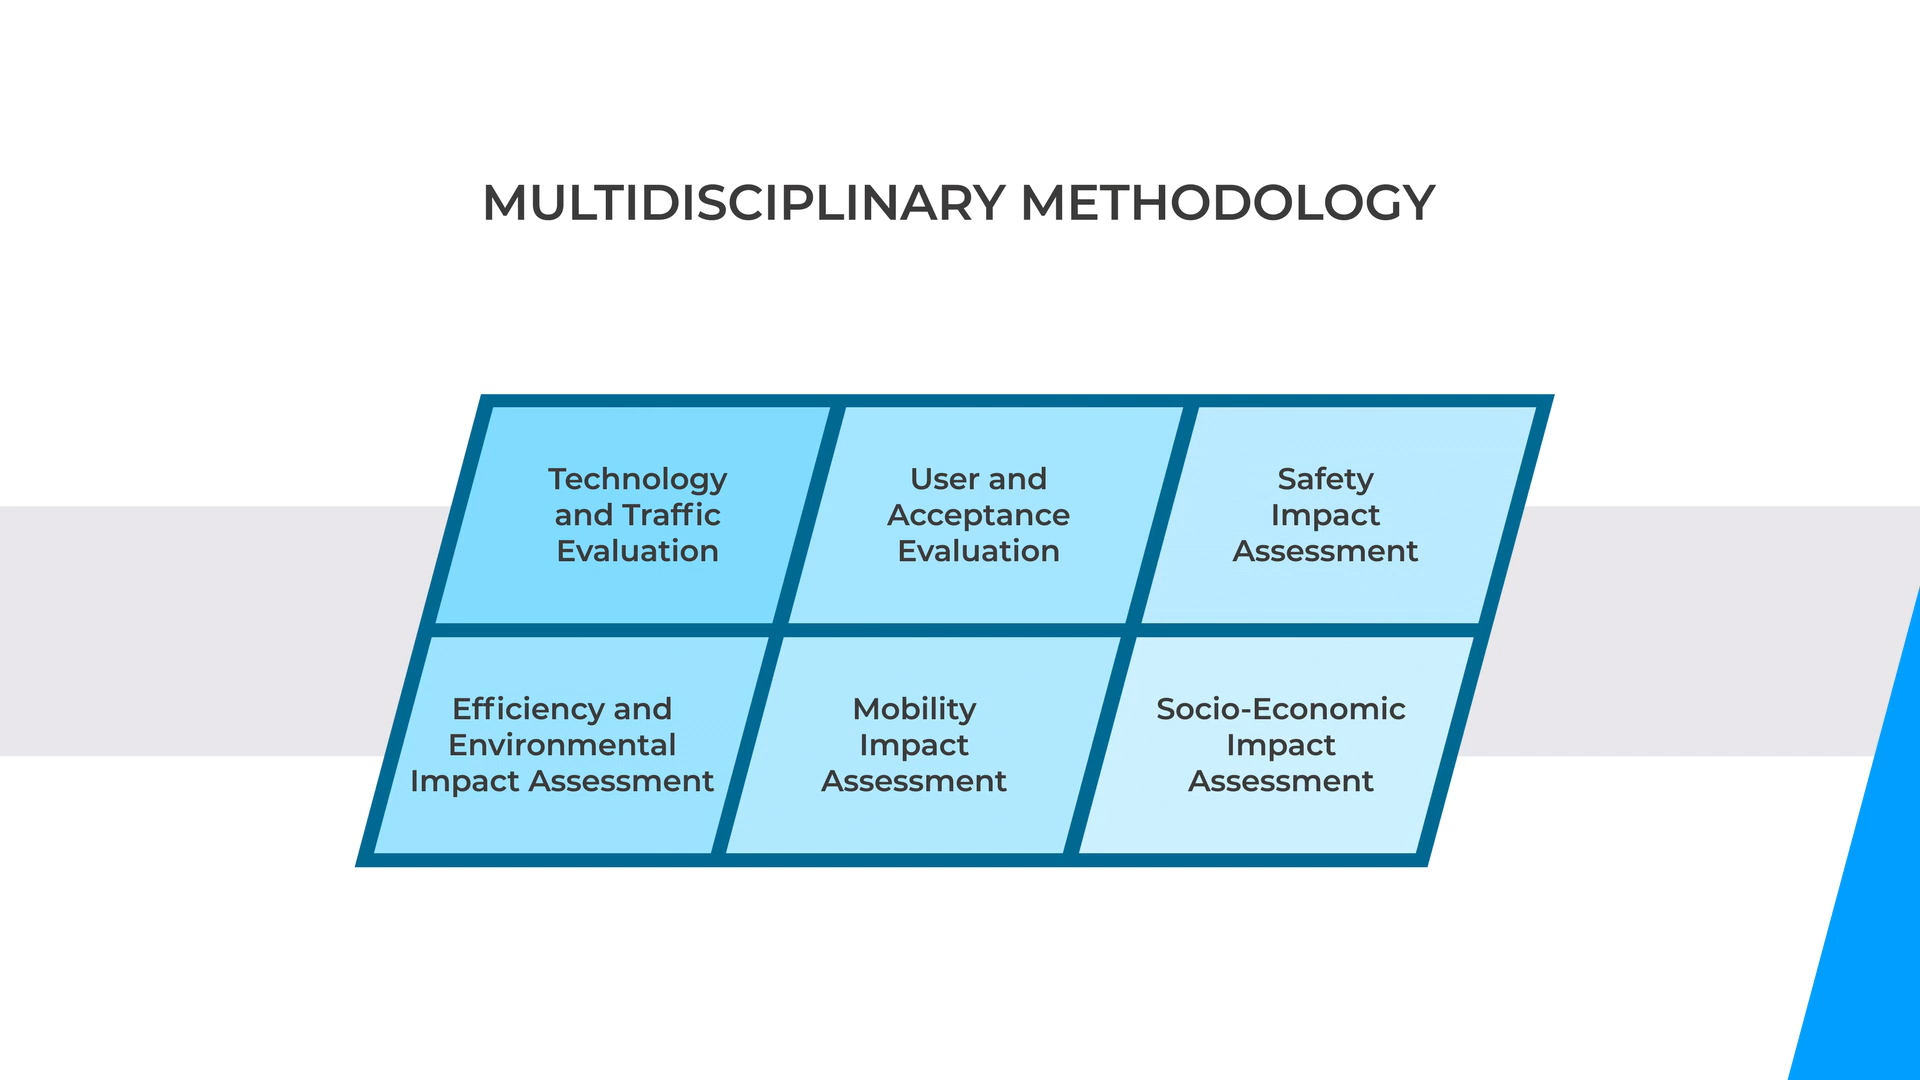 MULTIDISCIPLINARY METHODOLOGY
Technology
and Traffic
Evaluation
User and
Acceptance
Evaluation
Safety
Impact
Assessment
Efficiency and
Environmental
Impact Assessment
Mobility
Impact
Assessment
Socio-Economic
Impact
Assessment